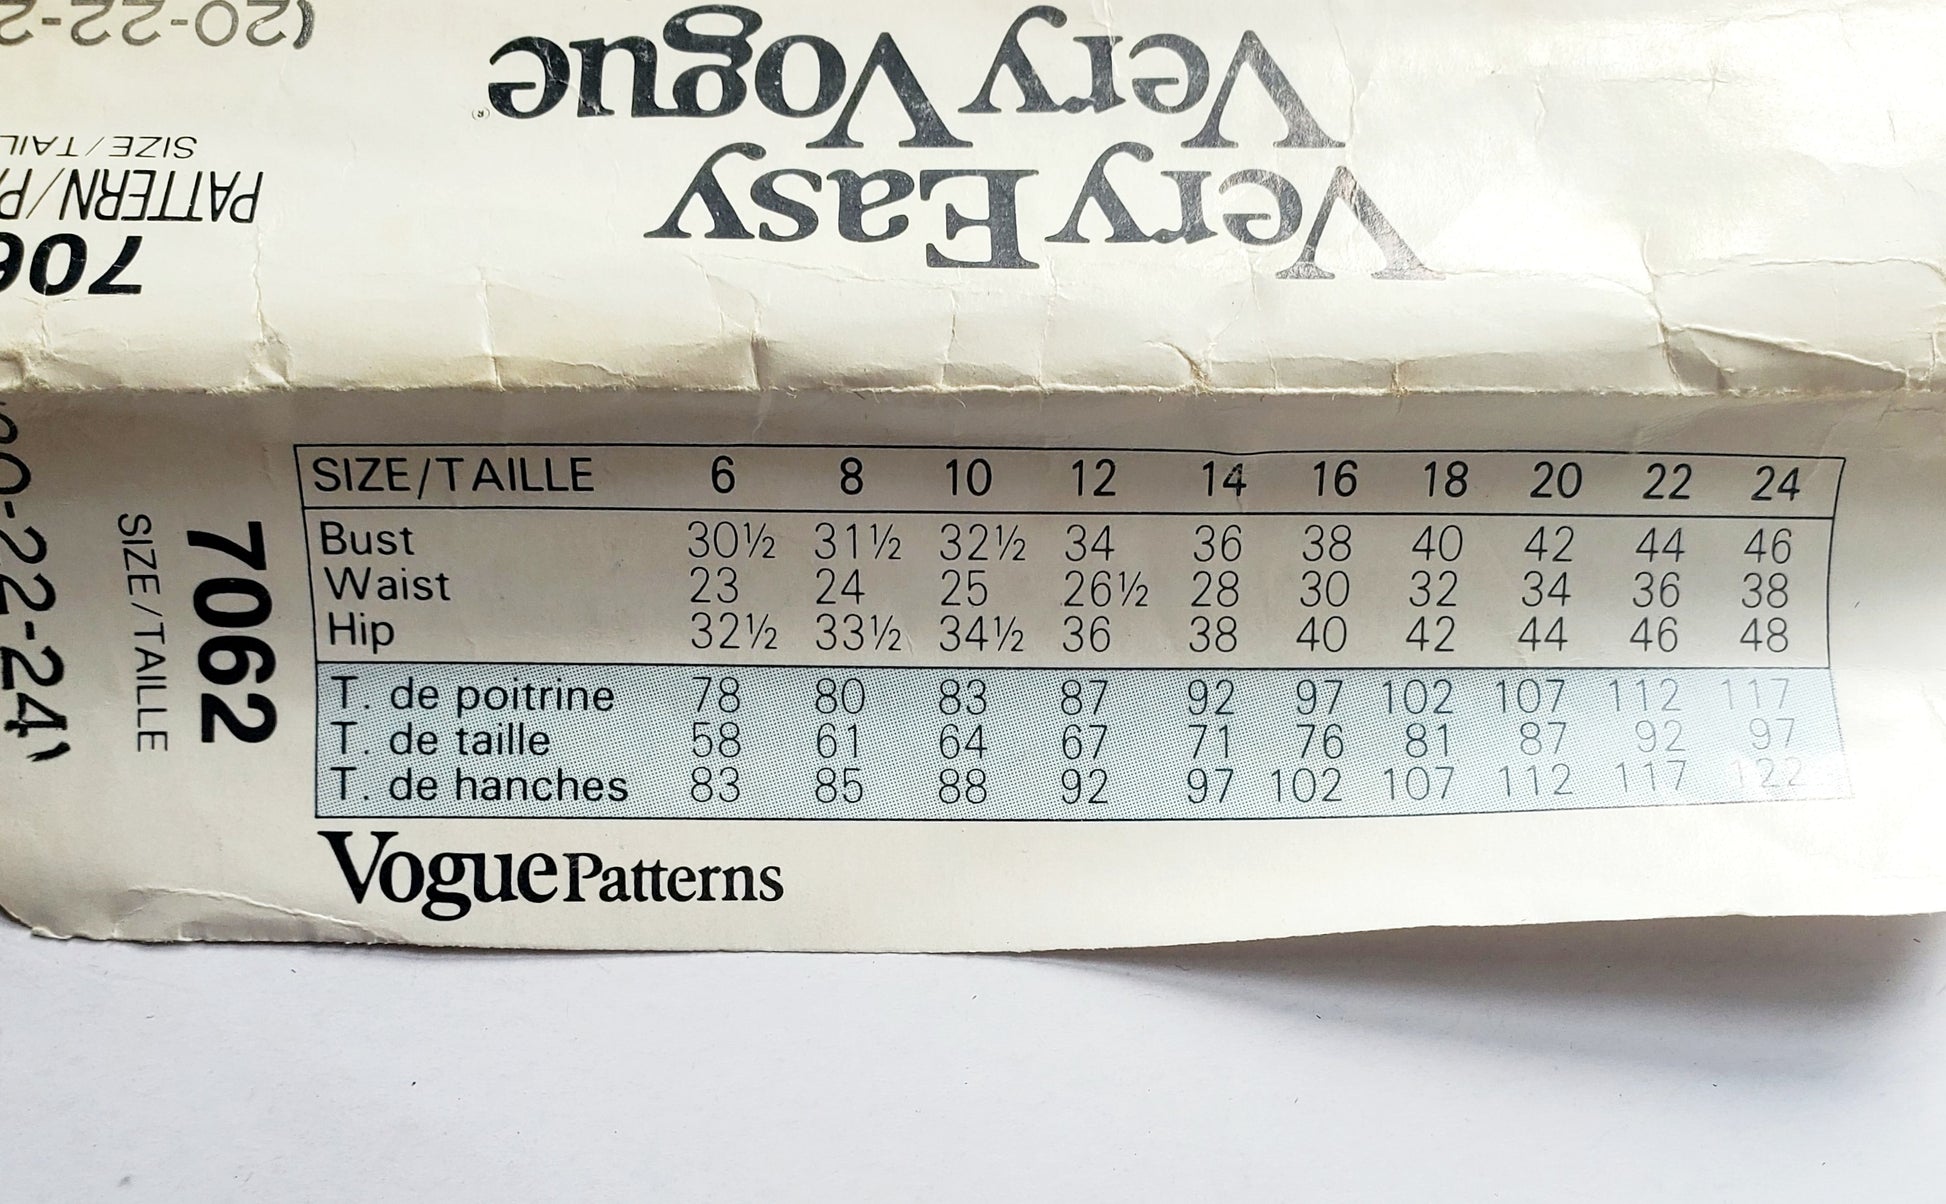 (20-22-2
Very Easy
Very Vogue®
SIZE/TAIL
PATTERN/PA
706
20-22-24)
SIZE/TAILLE
7062
SIZE/TAILLE 6 8 10 12 14 16 18 20 22 24
Bust 30½ 31½ 32½ 34 36 38 40 42 44 46
Waist 23 24 25 26½ 28 30 32 34 36 38
Hip 32½ 33½ 34½ 36 38 40 42 44 46 48
T. de poitrine 78 80 83 87 92 97 102 107 112 117
T. de taille 58 61 64 67 71 76 81 87 92 97
T. de hanches 83 85 88 92 97 102 107 112 117 122
Vogue Patterns